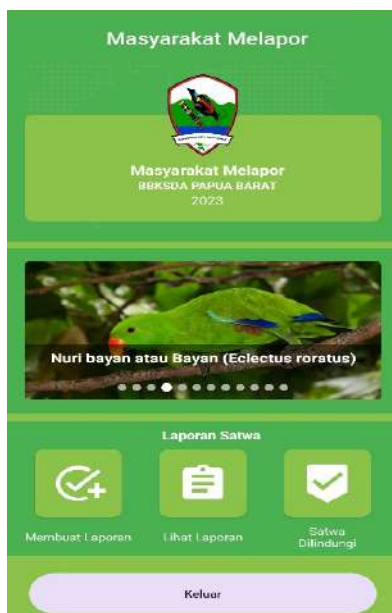 Masyarakat Melapor
Masyarakat Melapor
BBKSDA PAPUA BARAT
2023
Nuri bayan atau Bayan (Eclectus roratus)
Laporan Satwa
Membuat Laporan
Lihat Laporan
Satwa
Dilindungi
Keluar